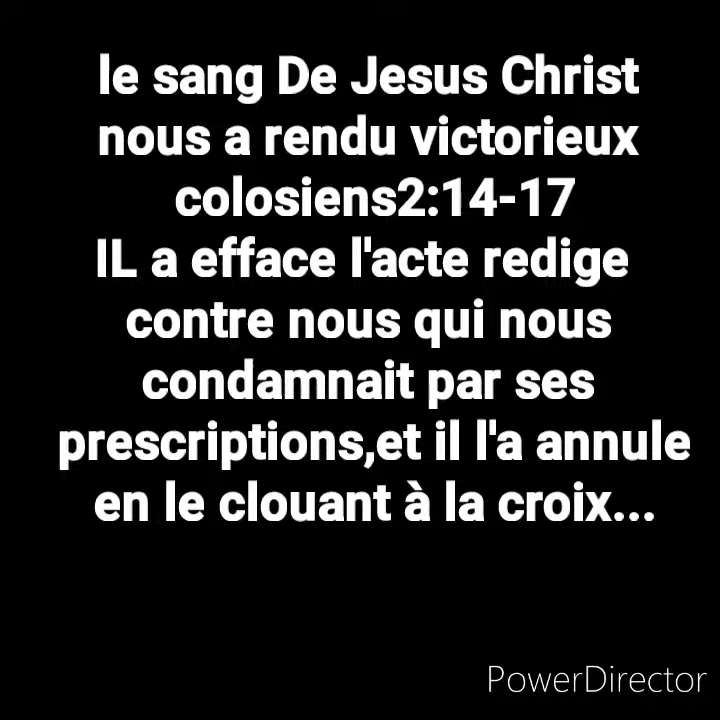 le sang De Jesus Christ
nous a rendu victorieux
colosiens2:14-17
IL a efface l'acte redige
contre nous qui nous
condamnait par ses
prescriptions,et il l'a annule
en le clouant à la croix...
PowerDirector